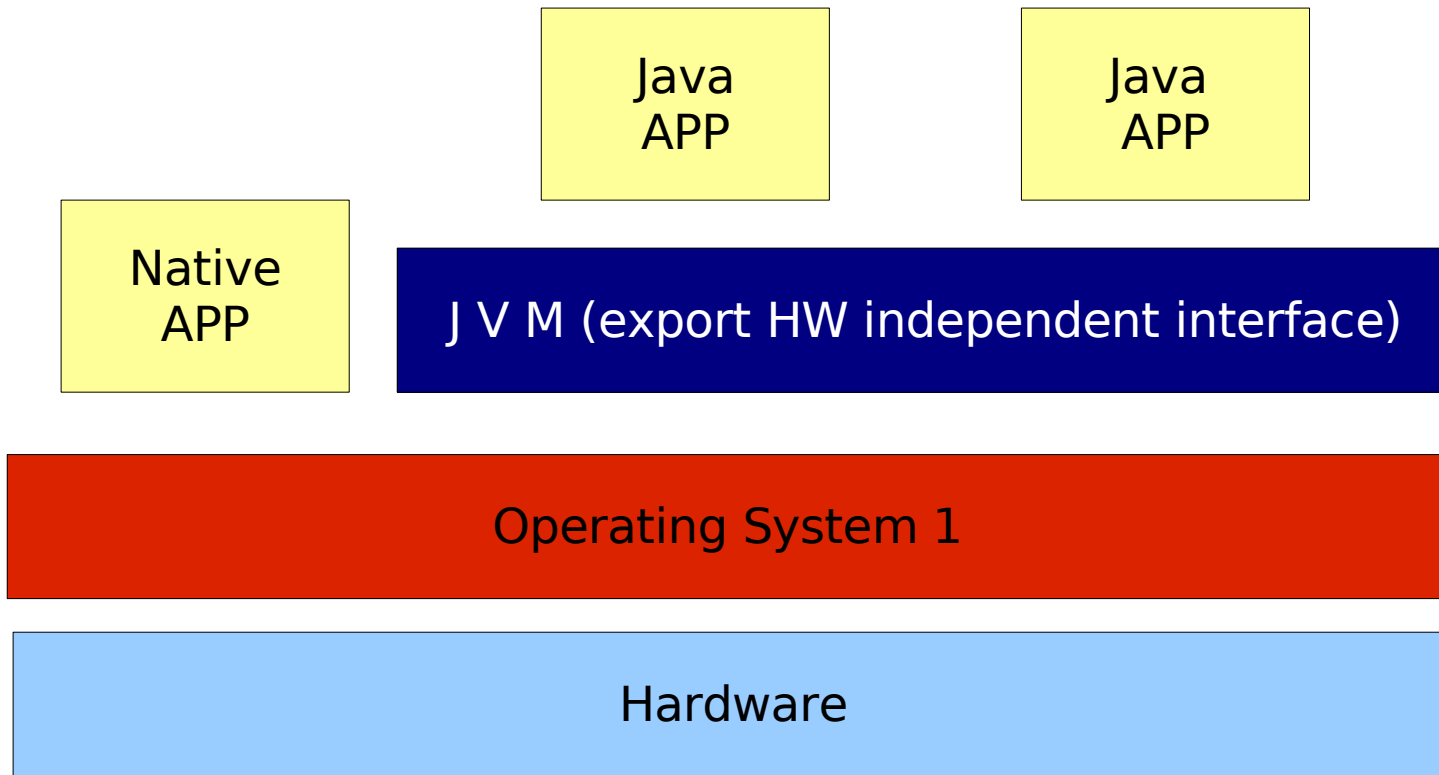 Java
APP
Java
APP
Native
APP
J V M (export HW independent interface)
Operating System 1
Hardware